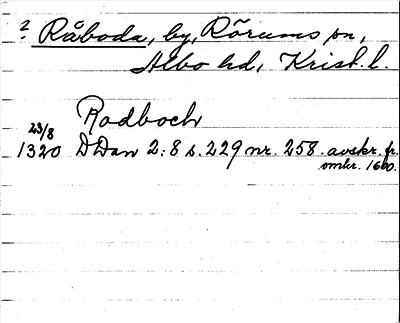 ? Råboda, by, Rörums sn,
Albo hd, Krist. l.
Rodboch
23/8
1320 DDan 2:8 s. 229 nr. 258. avskr. fr.
omkr. 1600.